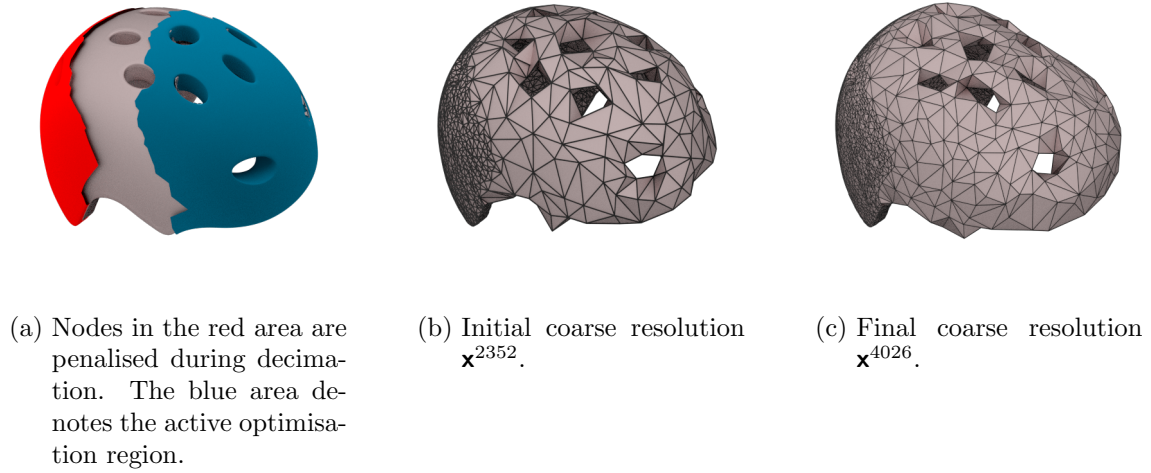 (a) Nodes in the red area are
penalised during decima-
tion. The blue area de-
notes the active optimisa-
tion region.
(b) Initial coarse resolution
x^2352.
(c) Final coarse resolution
x^4026.